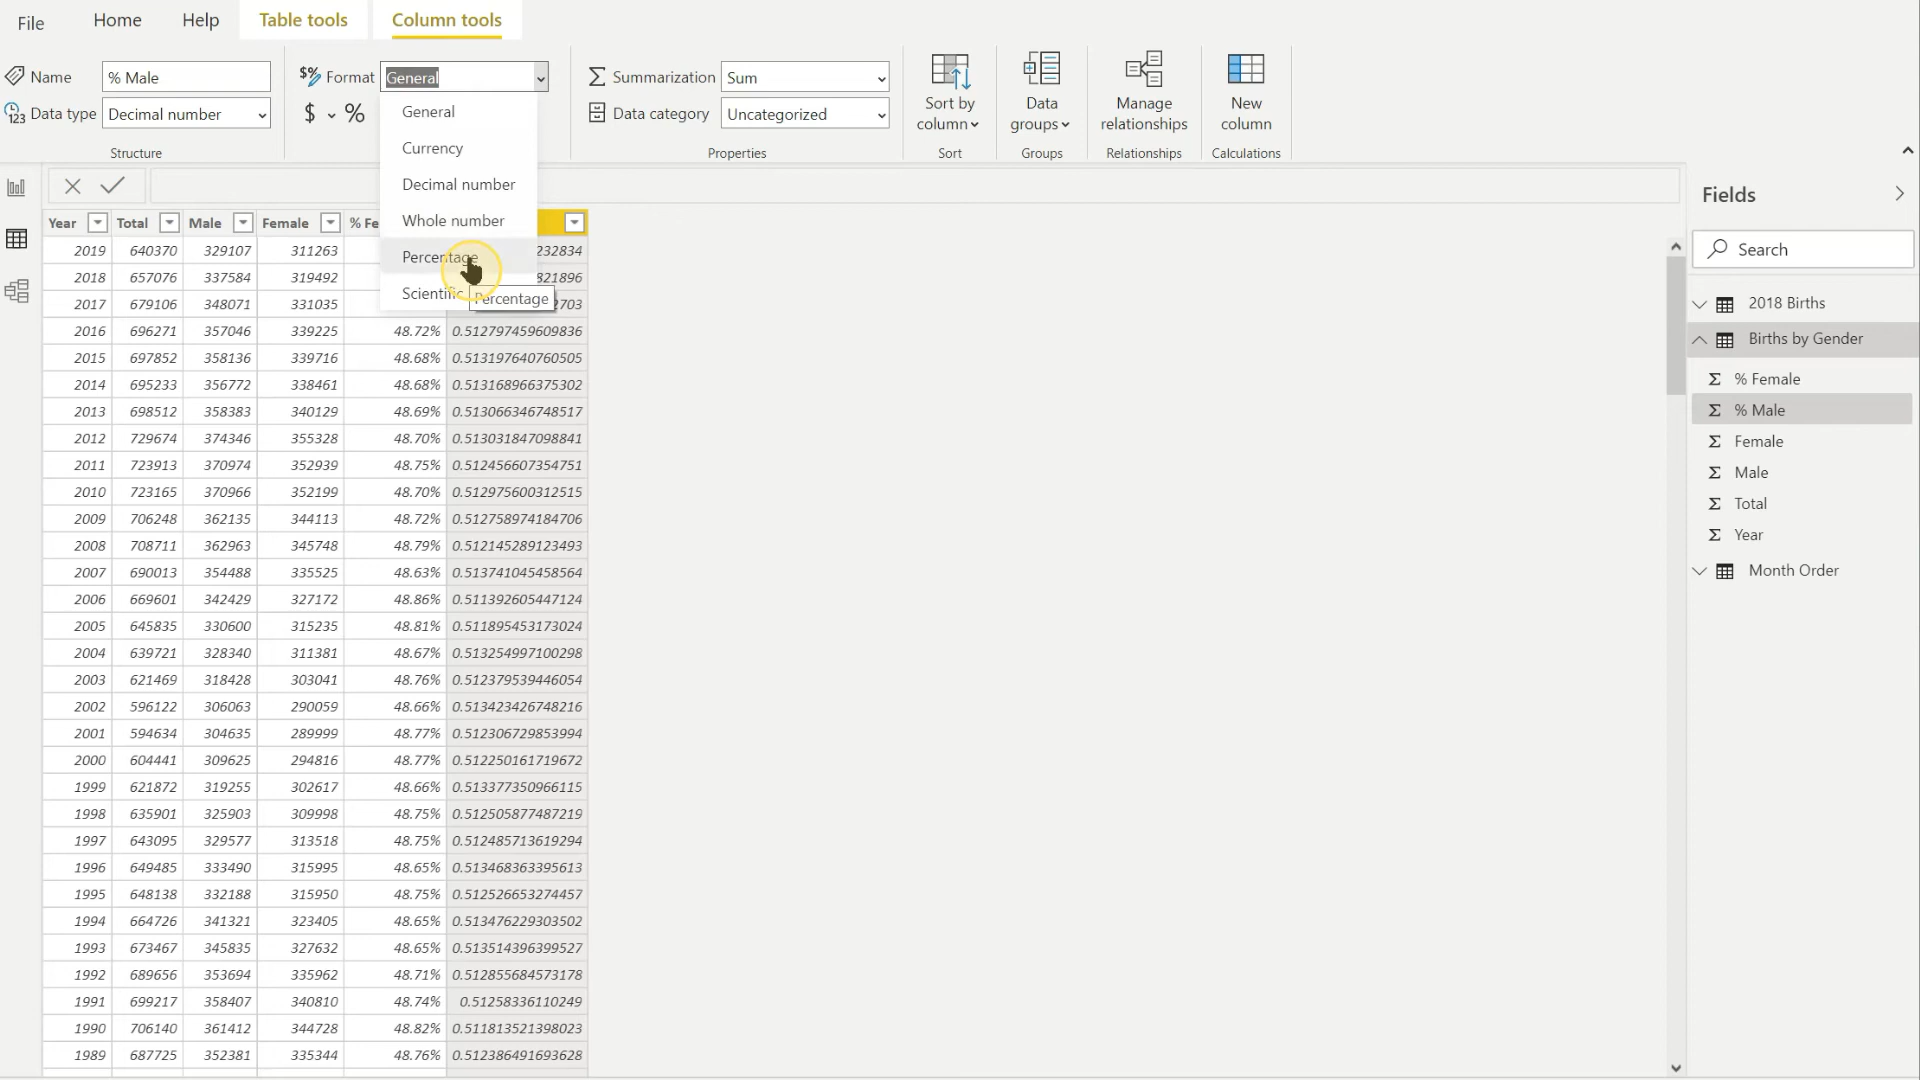 File Home Help Table tools Column tools
Name % Male $% Format General Summarization Sum Sort by column Data groups Manage relationships New column
123 Data type Decimal number $ % Data category Uncategorized
Structure Properties Sort Groups Relationships Calculations
General
Currency
Decimal number
Whole number
Percentage
Scientific
Percentage
Year Total Male Female % Fe
2019 640370 329107 311263 232834
2018 657076 337584 319492 821896
2017 679106 348071 331035 2703
2016 696271 357046 339225 48.72% 0.512797459609836
2015 697852 358136 339716 48.68% 0.513197640760505
2014 695233 356772 338461 48.68% 0.513168966375302
2013 698512 358383 340129 48.69% 0.513066346748517
2012 729674 374346 355328 48.70% 0.513031847098841
2011 723913 370974 352939 48.75% 0.512456607354751
2010 723165 370966 352199 48.70% 0.512975600312515
2009 706248 362135 344113 48.72% 0.512758974184706
2008 708711 362963 345748 48.79% 0.512145289123493
2007 690013 354488 335525 48.63% 0.513741045458564
2006 669601 342429 327172 48.86% 0.511392605447124
2005 645835 330600 315235 48.81% 0.511895453173024
2004 639721 328340 311381 48.67% 0.513254997100298
2003 621469 318428 303041 48.76% 0.512379539446054
2002 596122 306063 290059 48.66% 0.513423426748216
2001 594634 304635 289999 48.77% 0.512306729853994
2000 604441 309625 294816 48.77% 0.512250161719672
1999 621872 319255 302617 48.66% 0.513377350966115
1998 635901 325903 309998 48.75% 0.512505877487219
1997 643095 329577 313518 48.75% 0.512485713619294
1996 649485 333490 315995 48.65% 0.513468363395613
1995 648138 332188 315950 48.75% 0.512526653274457
1994 664726 341321 323405 48.65% 0.513476229303502
1993 673467 345835 327632 48.65% 0.513514396399527
1992 689656 353694 335962 48.71% 0.512855684573178
1991 699217 358407 340810 48.74% 0.51258336110249
1990 706140 361412 344728 48.82% 0.511813521398023
1989 687725 352381 335344 48.76% 0.512386491693628
Fields
Search
2018 Births
Births by Gender
Σ % Female
Σ % Male
Σ Female
Σ Male
Σ Total
Σ Year
Month Order